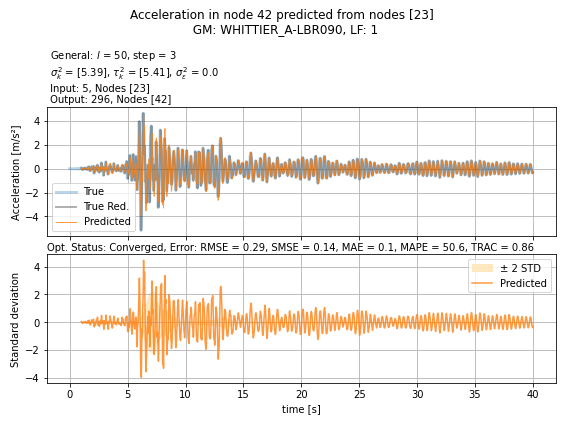 Acceleration in node 42 predicted from nodes [23]
GM: WHITTIER_A-LBR090, LF: 1
General: l = 50, step = 3
σ²ₖ = [5.39], τ²ₖ = [5.41], σ²ε = 0.0
Input: 5, Nodes [23]
Output: 296, Nodes [42]
Acceleration [m/s²]
4
2
0
−2
−4
True
True Red.
Predicted
Opt. Status: Converged, Error: RMSE = 0.29, SMSE = 0.14, MAE = 0.1, MAPE = 50.6, TRAC = 0.86
Standard deviation
4
2
0
−2
−4
± 2 STD
Predicted
0 5 10 15 20 25 30 35 40
time [s]